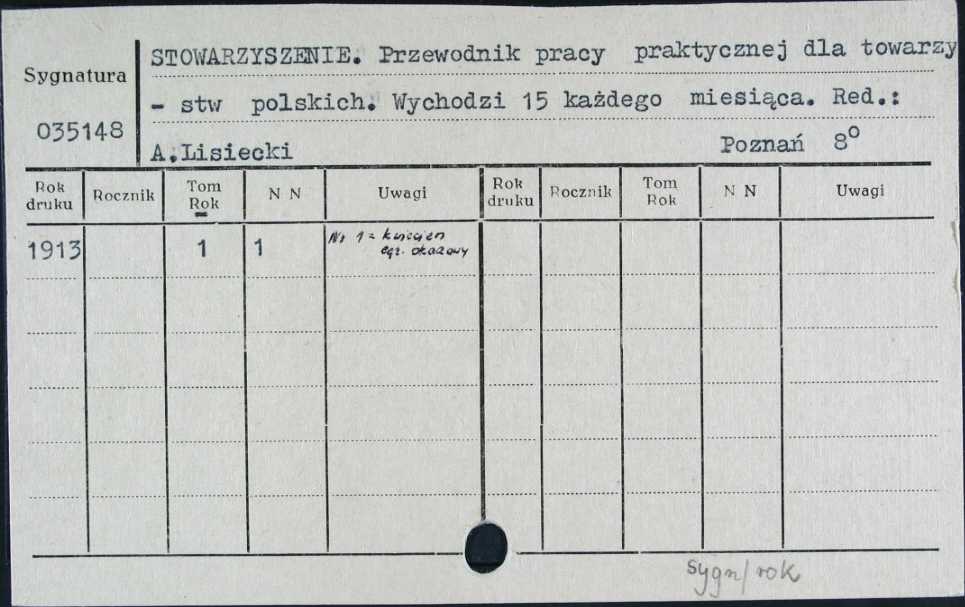 STOWARZYSZENIE. Przewodnik pracy praktycznej dla towarzy
Sygnatura
- stw polskich. Wychodzi 15 każdego miesiąca. Red.:
035148
A.Lisiecki Poznań 8º
Rok druku Rocznik Tom Rok N N Uwagi Rok druku Rocznik Tom Rok N N Uwagi
1913 1 1 Nr 1 = kwiecień
egz. okazowy
sygn/rok